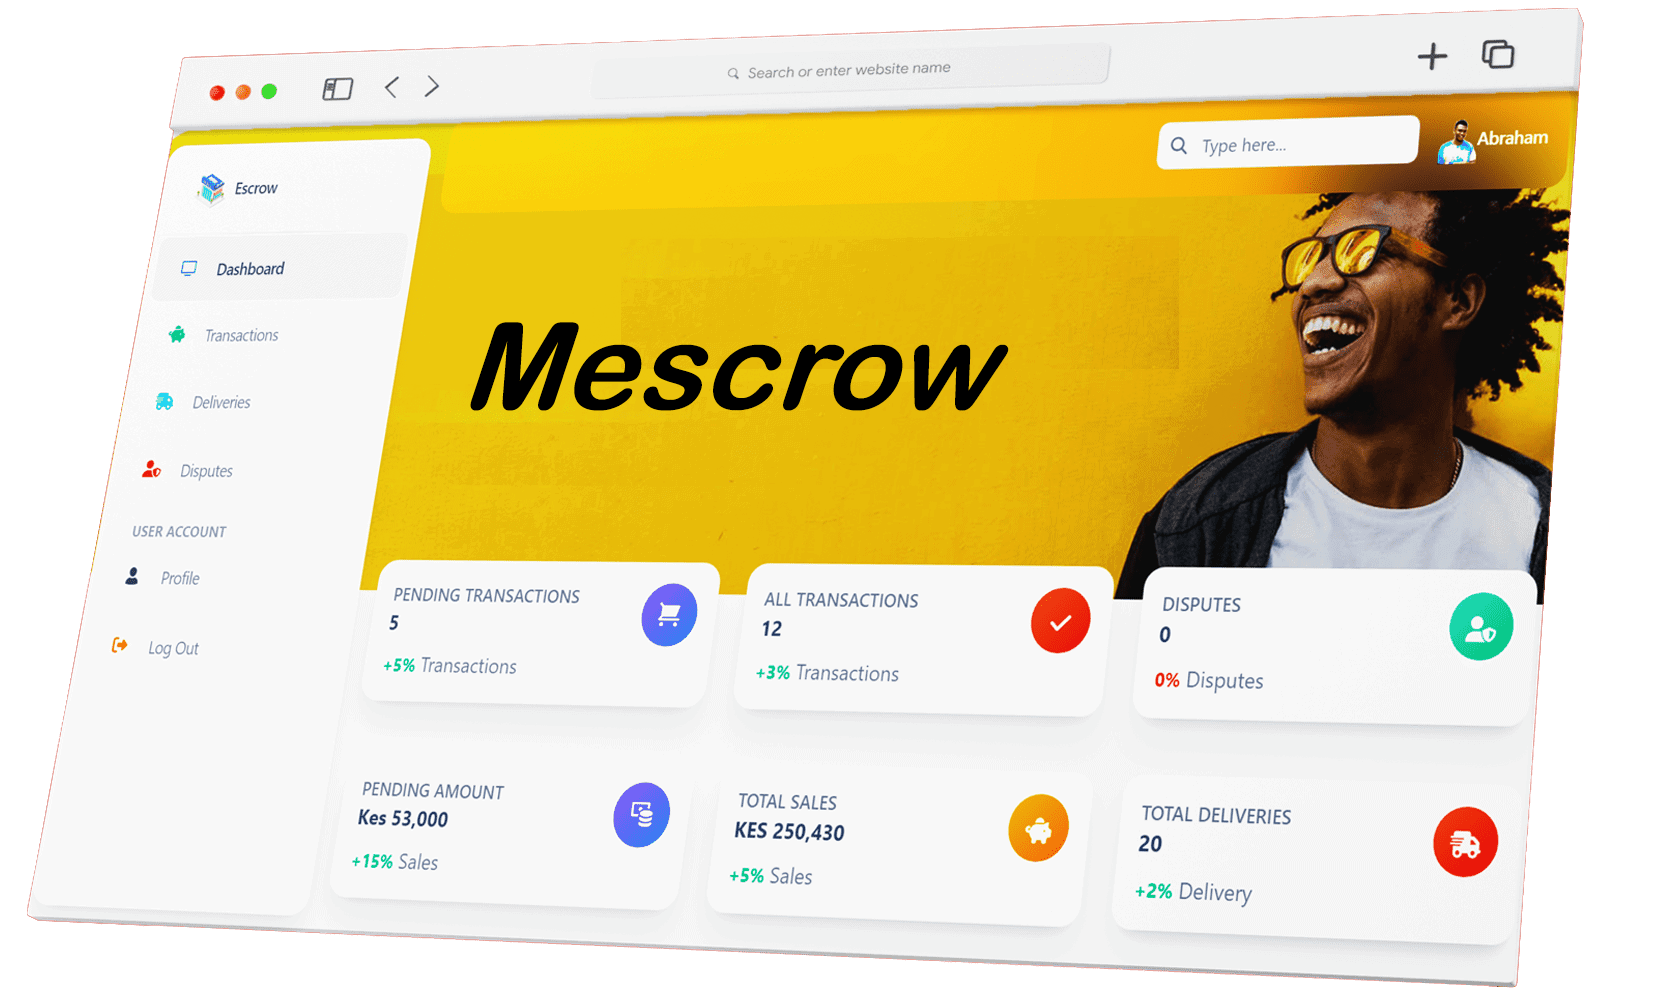 Search or enter website name
Type here...
Abraham
Escrow
Dashboard
Transactions
Deliveries
Disputes
USER ACCOUNT
Profile
Log Out
Mescrow
PENDING TRANSACTIONS
5
+5% Transactions
ALL TRANSACTIONS
12
+3% Transactions
DISPUTES
0
0% Disputes
PENDING AMOUNT
Kes 53,000
+15% Sales
TOTAL SALES
KES 250,430
+5% Sales
TOTAL DELIVERIES
20
+2% Delivery